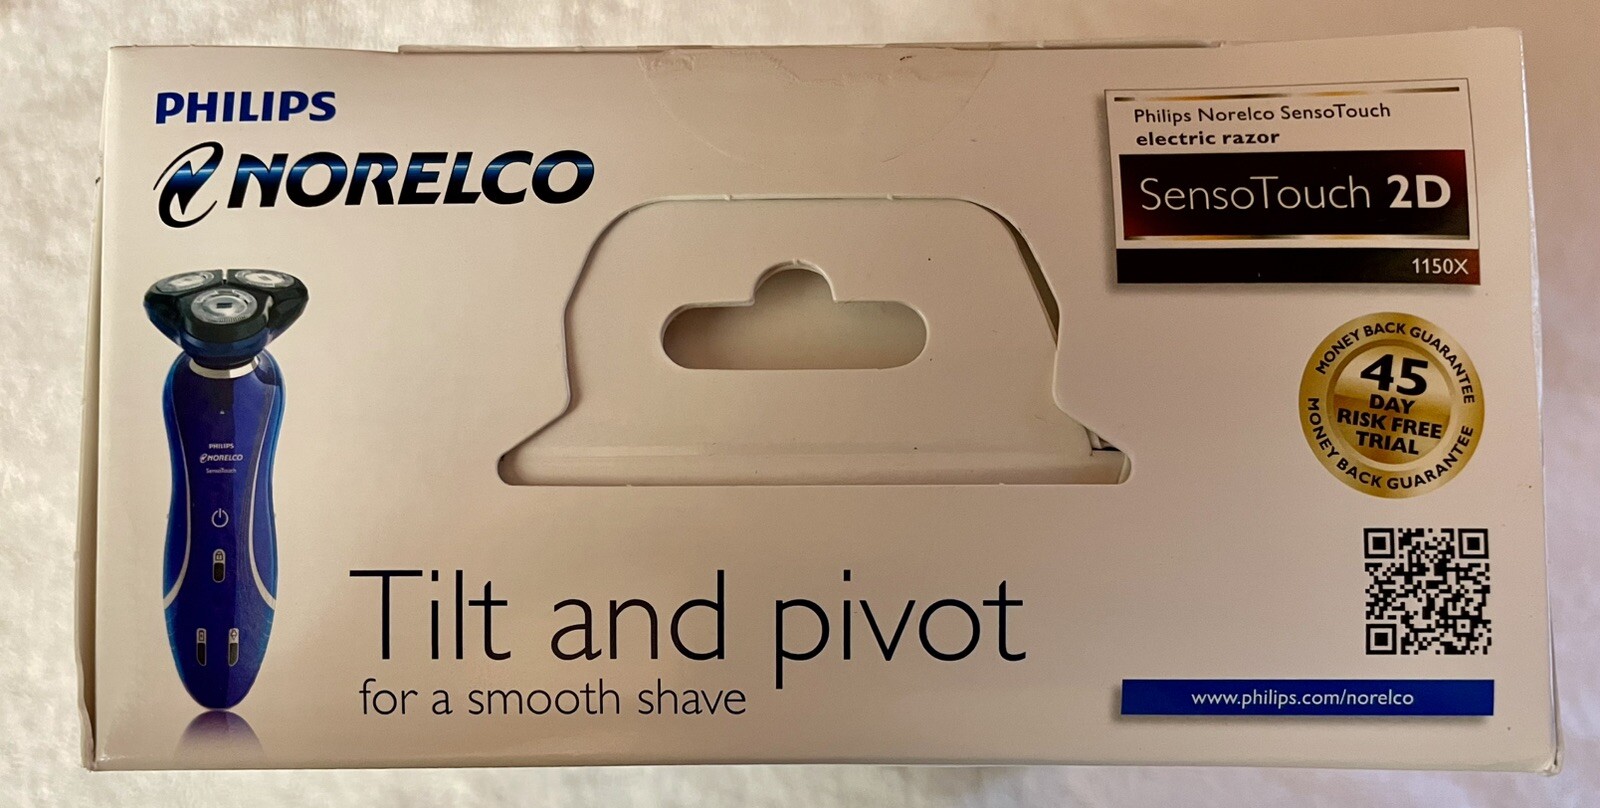 PHILIPS
NORELCO
Philips Norelco SensoTouch
electric razor
SensoTouch 2D
1150X
MONEY BACK GUARANTEE
45
DAY
RISK FREE
TRIAL
MONEY BACK GUARANTEE
PHILIPS
NORELCO
SensoTouch
Tilt and pivot
for a smooth shave
www.philips.com/norelco